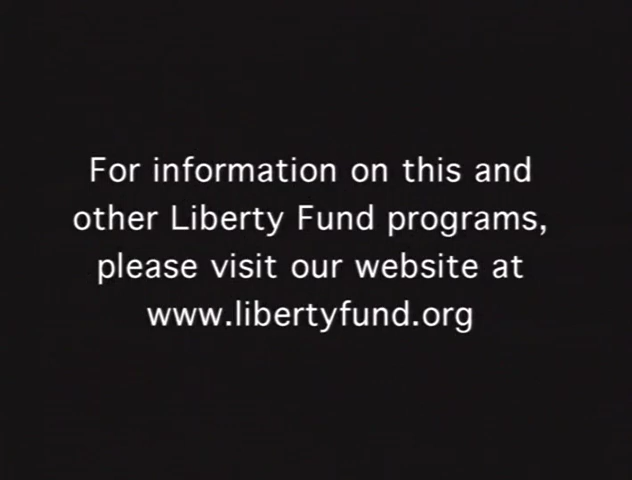 For information on this and
other Liberty Fund programs,
please visit our website at
www.libertyfund.org